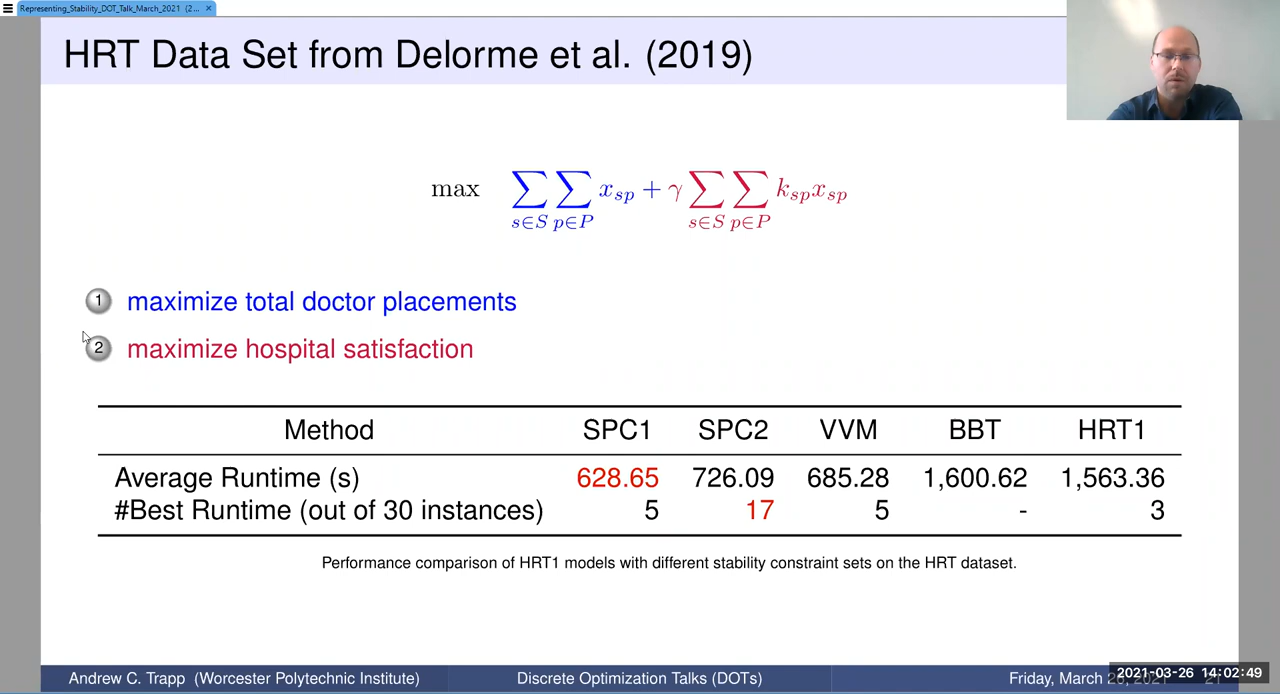 Representing_Stability_DOT_Talk_March_2021 (2... ×
HRT Data Set from Delorme et al. (2019)
max ∑_{s∈S} ∑_{p∈P} x_{sp} + γ ∑_{s∈S} ∑_{p∈P} k_{sp}x_{sp}
1 maximize total doctor placements
2 maximize hospital satisfaction
Method SPC1 SPC2 VVM BBT HRT1
Average Runtime (s) 628.65 726.09 685.28 1,600.62 1,563.36
#Best Runtime (out of 30 instances) 5 17 5 - 3
Performance comparison of HRT1 models with different stability constraint sets on the HRT dataset.
Andrew C. Trapp (Worcester Polytechnic Institute) Discrete Optimization Talks (DOTs) Friday, March
2021-03-26 14:02:49